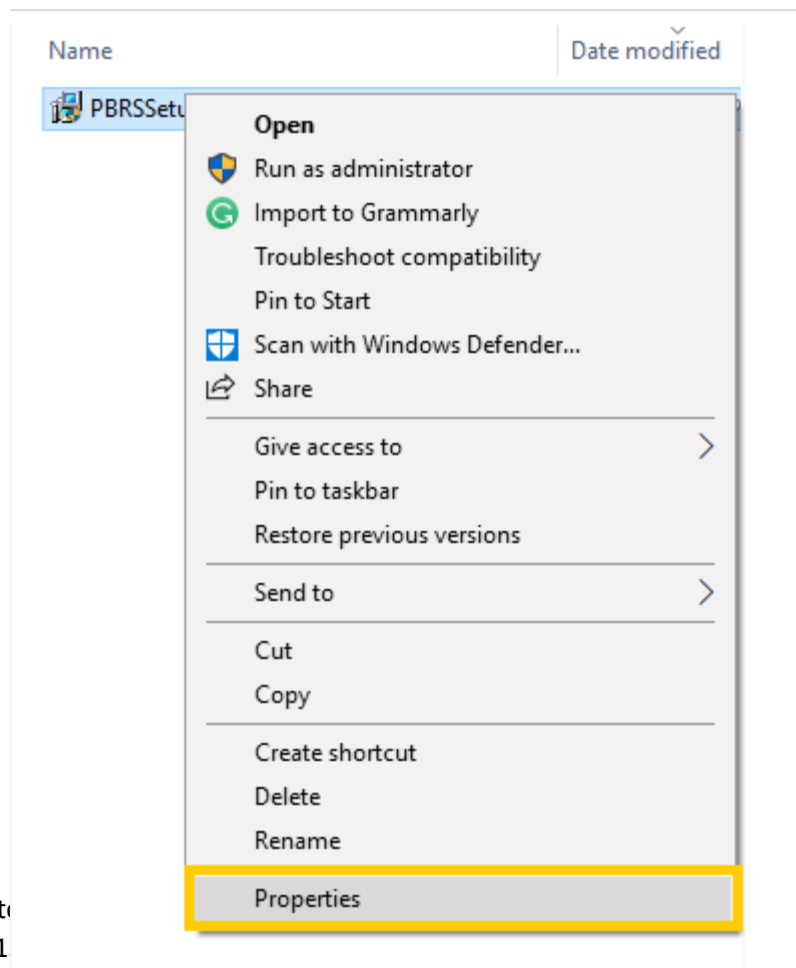 Name Date modified
PBRSSetu
Open
Run as administrator
Import to Grammarly
Troubleshoot compatibility
Pin to Start
Scan with Windows Defender...
Share
Give access to
Pin to taskbar
Restore previous versions
Send to
Cut
Copy
Create shortcut
Delete
Rename
Properties